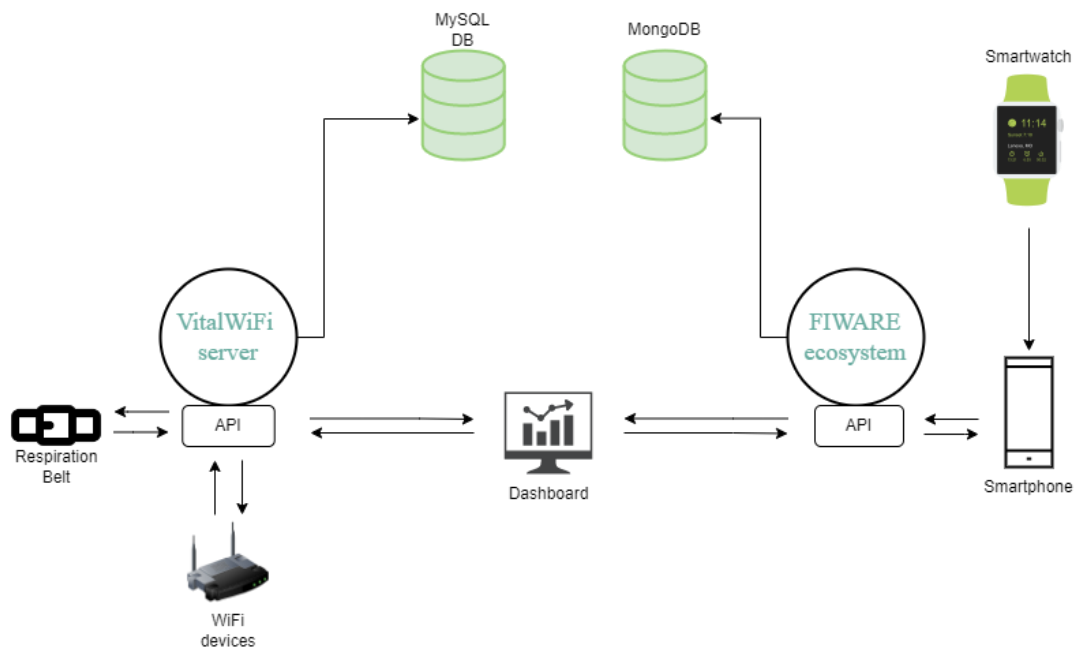 MySQL
DB
MongoDB
Smartwatch
11:14
VitalWiFi
server
FIWARE
ecosystem
API
API
Respiration
Belt
Dashboard
Smartphone
WiFi
devices